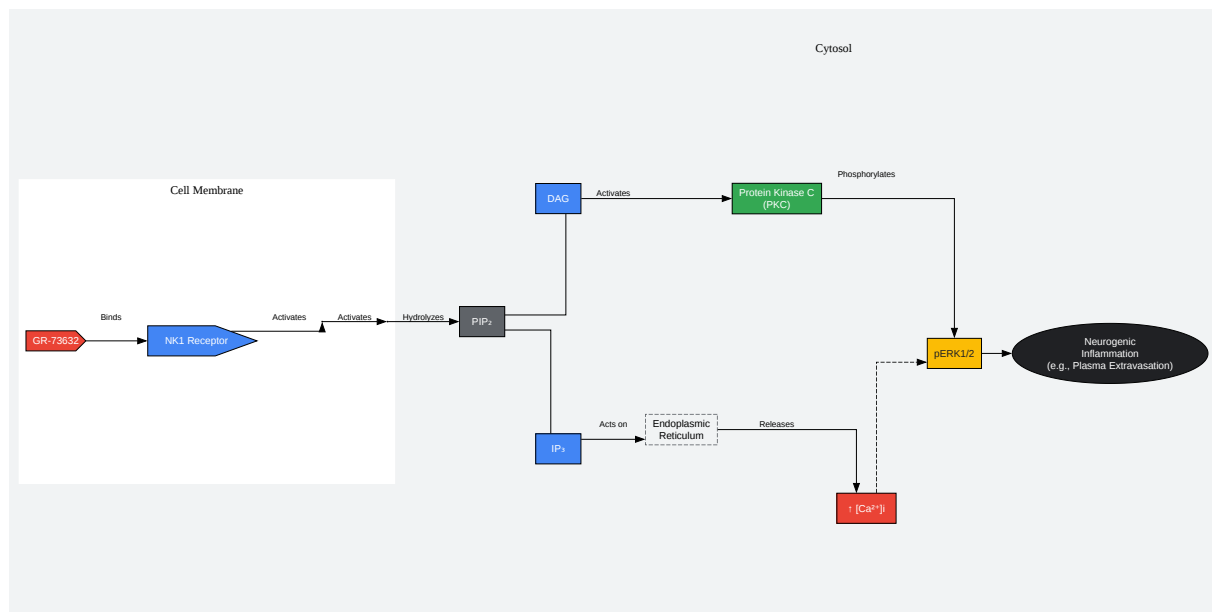 Cytosol
Cell Membrane
Phosphorylates
DAG
Activates
Protein Kinase C
(PKC)
Binds
Activates
Activates
Hydrolyzes
PIP₂
GR-73632
NK1 Receptor
pERK1/2
Neurogenic
Inflammation
(e.g., Plasma Extravasation)
Acts on
Endoplasmic
Reticulum
Releases
IP₃
↑ [Ca²⁺]i